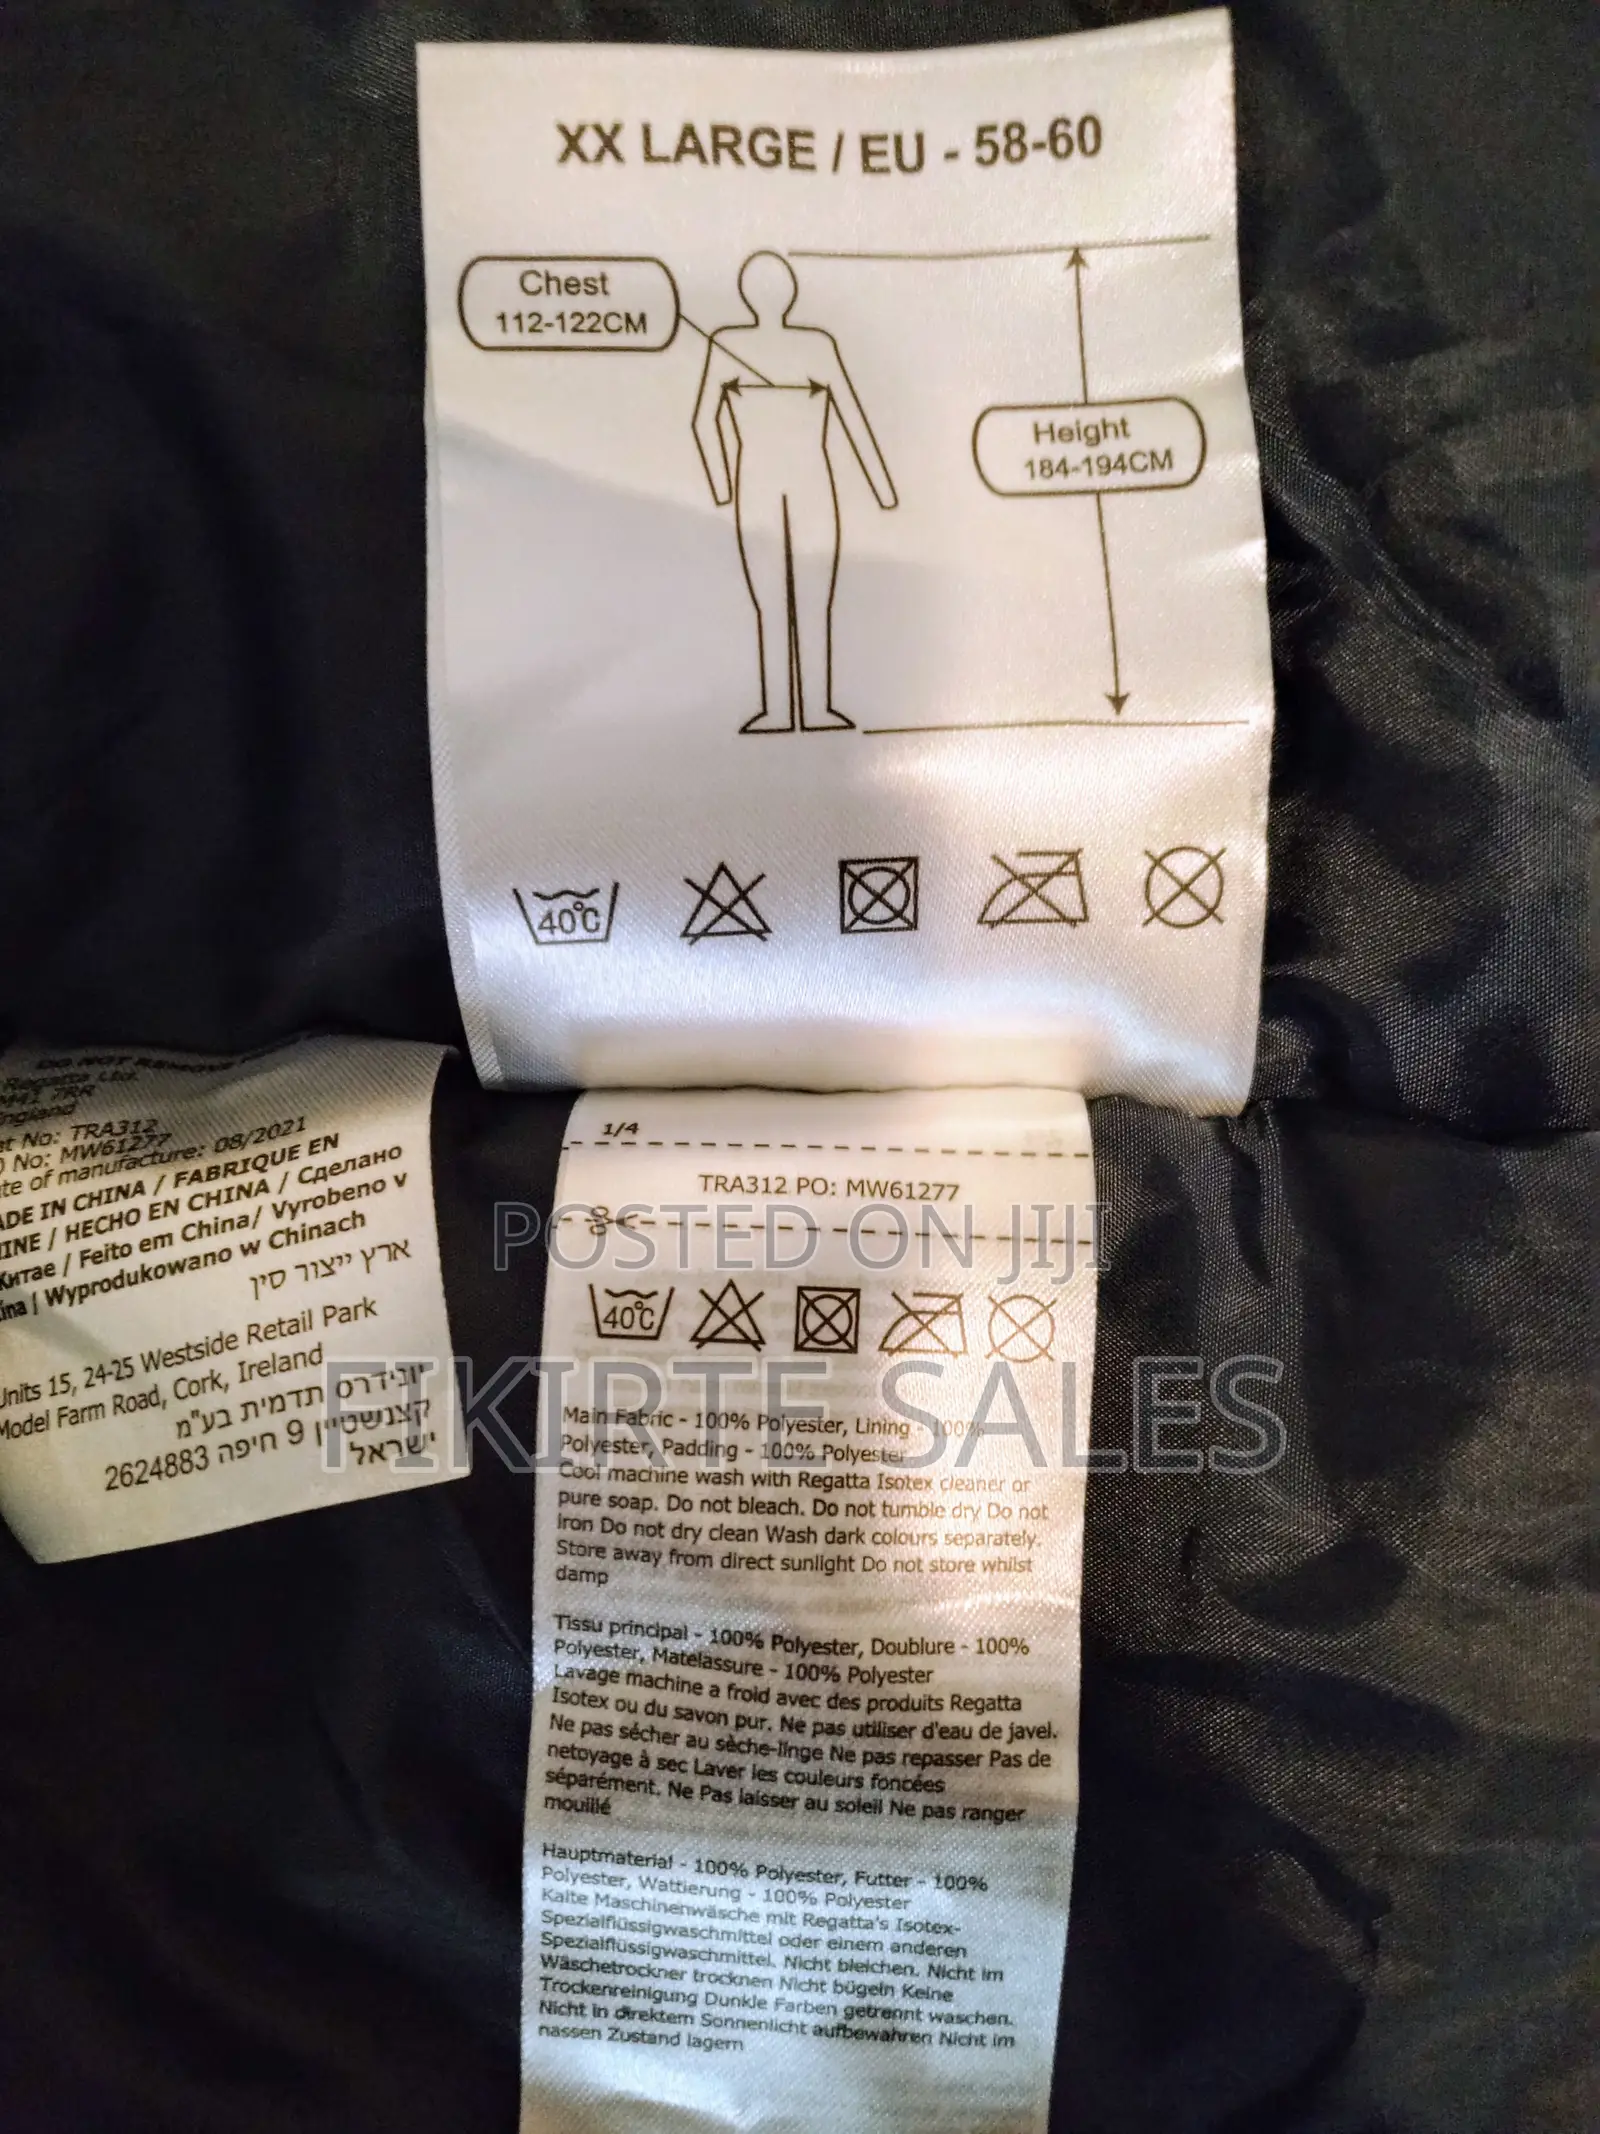 XX LARGE / EU - 58-60
Chest
112-122CM
Height
184-194CM
40°C
DO NOT REMOVE
Regatta Ltd.
M41 7RR
England
No: TRA312
No: MW61277
of manufacture: 08/2021
IN CHINA / FABRIQUE EN
/ HECHO EN CHINA / Сделано
Китае / Feito em China/ Vyrobeno v
| Wyprodukowano w Chinach
ארץ ייצור סין
Units 15, 24-25 Westside Retail Park
Model Farm Road, Cork, Ireland
יונידרס תדמית בע"מ
קצנשטיין 9 חיפה 2624883
ישראל
1/4
TRA312 PO: MW61277
POSTED ON JIJI
40°C
FIKIRTE SALES
Main Fabric - 100% Polyester, Lining - 100%
Polyester, Padding - 100% Polyester
Cool machine wash with Regatta Isotex cleaner or
pure soap. Do not bleach. Do not tumble dry Do not
iron Do not dry clean Wash dark colours separately.
Store away from direct sunlight Do not store whilst
damp
Tissu principal - 100% Polyester, Doublure - 100%
Polyester, Matelassure - 100% Polyester
Lavage machine a froid avec des produits Regatta
Isotex ou du savon pur. Ne pas utiliser d'eau de javel.
Ne pas sécher au sèche-linge Ne pas repasser Pas de
netoyage à sec Laver les couleurs foncées
séparément. Ne Pas laisser au soleil Ne pas ranger
mouillé
Hauptmaterial - 100% Polyester, Futter - 100%
Polyester, Wattierung - 100% Polyester
Kalte Maschinenwäsche mit Regatta's Isotex-
Spezialflüssigwaschmittel oder einem anderen
Spezialflüssigwaschmittel. Nicht bleichen. Nicht im
Wäschetrockner trocknen Nicht bügeln Keine
Trockenreinigung Dunkle Farben getrennt waschen.
Nicht in direktem Sonnenlicht aufbewahren Nicht im
nassen Zustand lagern